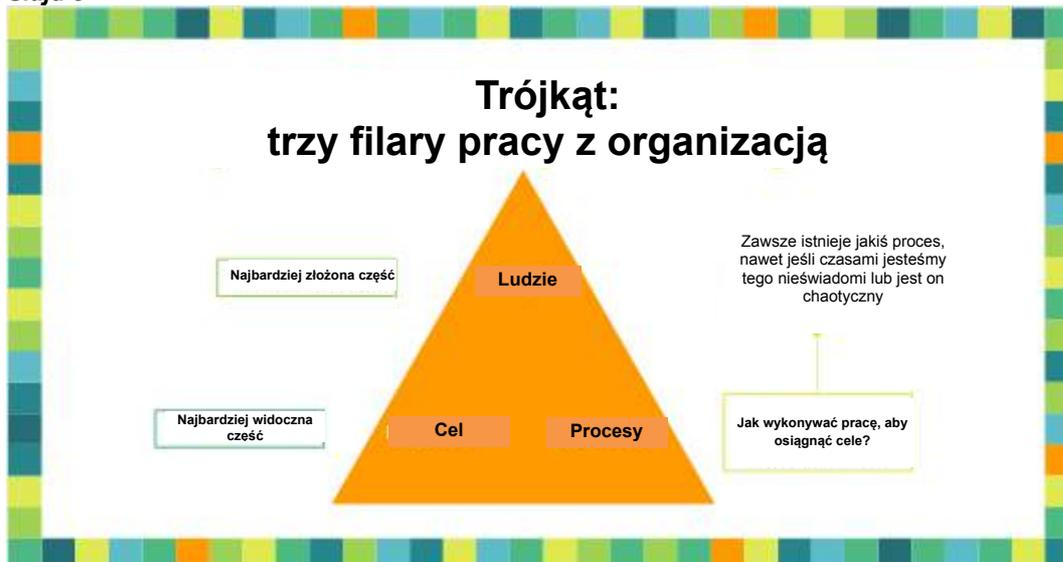 Trójkąt:
trzy filary pracy z organizacją
Najbardziej złożona część
Ludzie
Zawsze istnieje jakiś proces,
nawet jeśli czasami jesteśmy
tego nieświadomi lub jest on
chaotyczny
Najbardziej widoczna
część
Cel
Procesy
Jak wykonywać pracę, aby
osiągnąć cele?